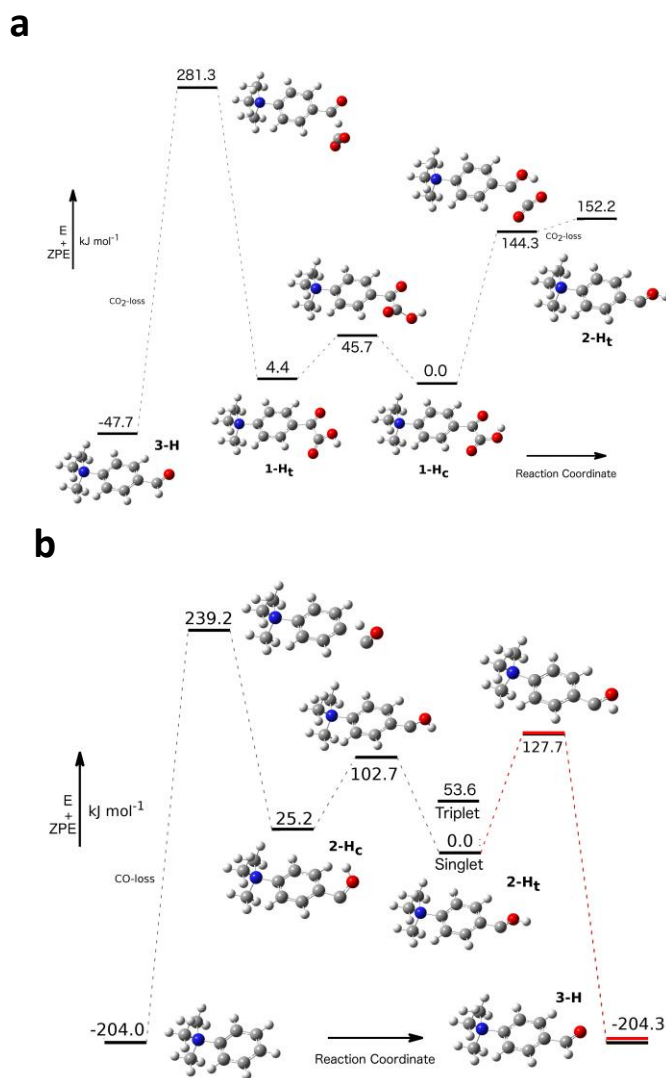 a
281.3
E
+
ZPE
kJ mol⁻¹
CO₂-loss
-47.7
3-H
4.4
1-Hₜ
45.7
0.0
1-H꜀
144.3
CO₂-loss
152.2
2-Hₜ
Reaction Coordinate
b
239.2
E
+
ZPE
kJ mol⁻¹
CO-loss
25.2
2-H꜀
102.7
53.6
Triplet
0.0
Singlet
2-Hₜ
127.7
-204.0
Reaction Coordinate
3-H
-204.3